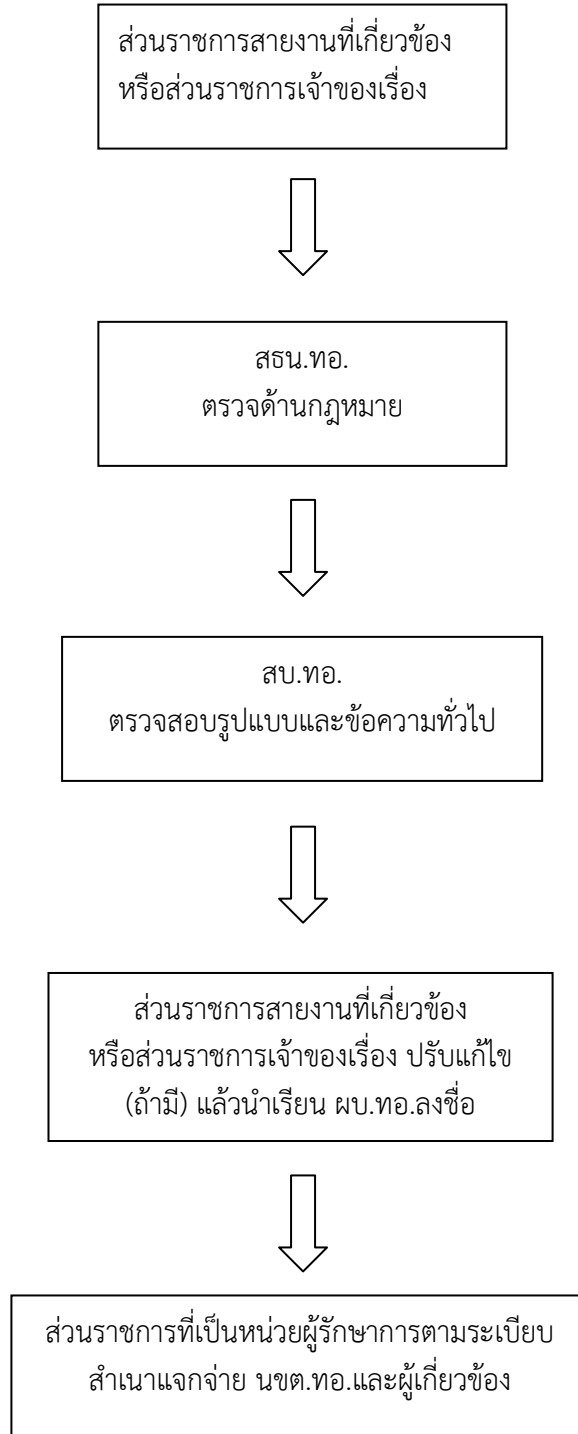 ส่วนราชการสายงานที่เกี่ยวข้อง
หรือส่วนราชการเจ้าของเรื่อง
สธน.ทอ.
ตรวจด้านกฎหมาย
สบ.ทอ.
ตรวจสอบรูปแบบและข้อความทั่วไป
ส่วนราชการสายงานที่เกี่ยวข้อง
หรือส่วนราชการเจ้าของเรื่อง ปรับแก้ไข
(ถ้ามี) แล้วนำเรียน ผบ.ทอ.ลงชื่อ
ส่วนราชการที่เป็นหน่วยผู้รักษาการตามระเบียบ
สำเนาแจกจ่าย นขต.ทอ.และผู้เกี่ยวข้อง